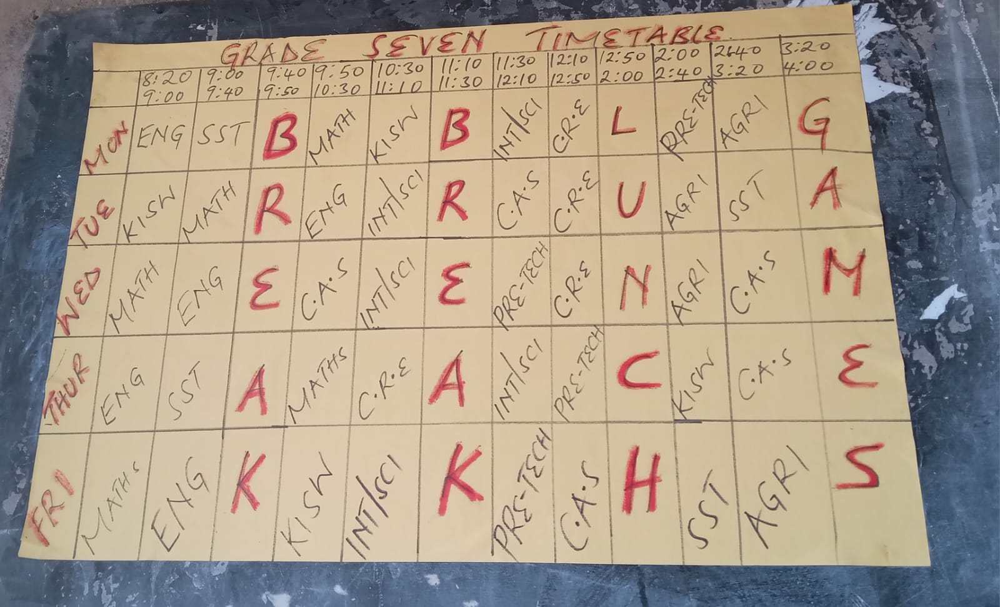 GRADE SEVEN TIMETABLE
8:20 9:00 9:40 9:50 10:30 11:10 11:30 12:10 12:50 2:00 2:40 3:20
9:00 9:40 9:50 10:30 11:10 11:30 12:10 12:50 2:00 2:40 3:20 4:00
MON ENG SST B MATH KISW B INT/SCI C.R.E L PRE-TECH AGRI G
TUE KISW MATH R ENG INT/SCI R C.A.S C.R.E U AGRI SST A
WED MATH ENG E C.A.S INT/SCI E PRE-TECH C.R.E N AGRI C.A.S M
THUR ENG SST A MATHS C.R.E A INT/SCI PRE-TECH C KISW C.A.S E
FRI MATHS ENG K KISW INT/SCI K PRE-TECH C.A.S H SST AGRI S